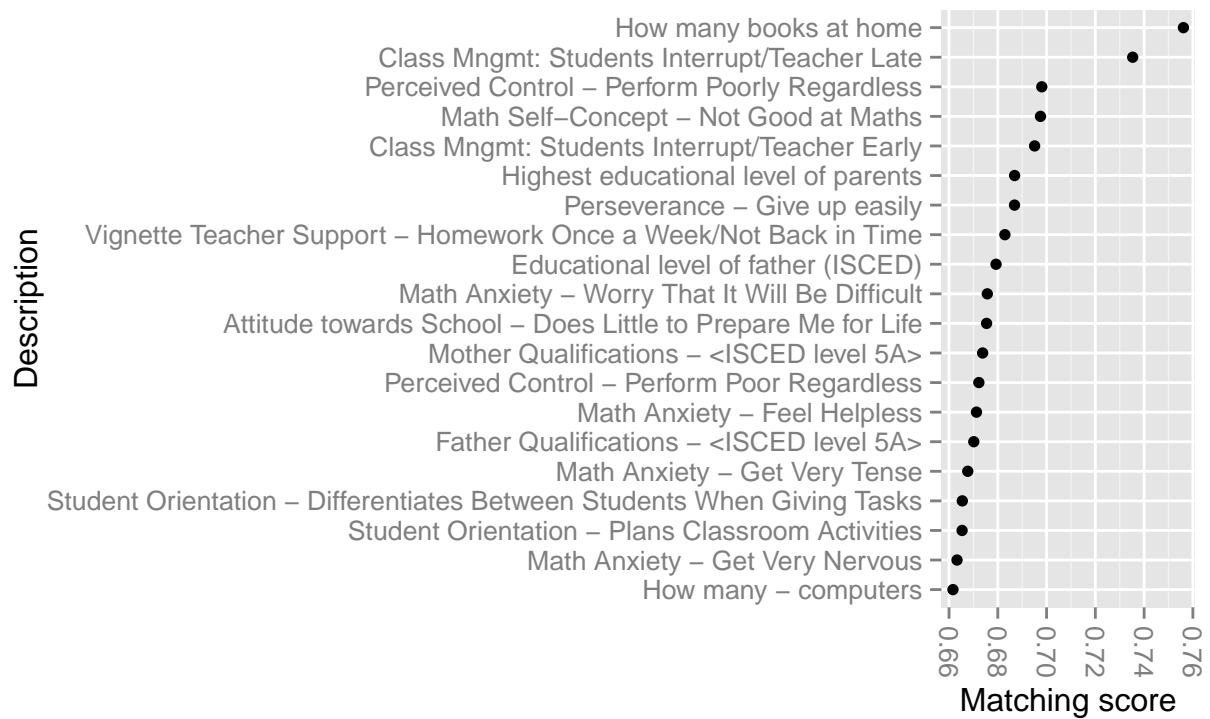 How many books at home
Class Mngmt: Students Interrupt/Teacher Late
Perceived Control – Perform Poorly Regardless
Math Self−Concept – Not Good at Maths
Class Mngmt: Students Interrupt/Teacher Early
Highest educational level of parents
Perseverance – Give up easily
Vignette Teacher Support – Homework Once a Week/Not Back in Time
Educational level of father (ISCED)
Math Anxiety – Worry That It Will Be Difficult
Attitude towards School – Does Little to Prepare Me for Life
Mother Qualifications – <ISCED level 5A>
Perceived Control – Perform Poor Regardless
Math Anxiety – Feel Helpless
Father Qualifications – <ISCED level 5A>
Math Anxiety – Get Very Tense
Student Orientation – Differentiates Between Students When Giving Tasks
Student Orientation – Plans Classroom Activities
Math Anxiety – Get Very Nervous
How many – computers
Description
0.66 0.68 0.70 0.72 0.74 0.76
Matching score